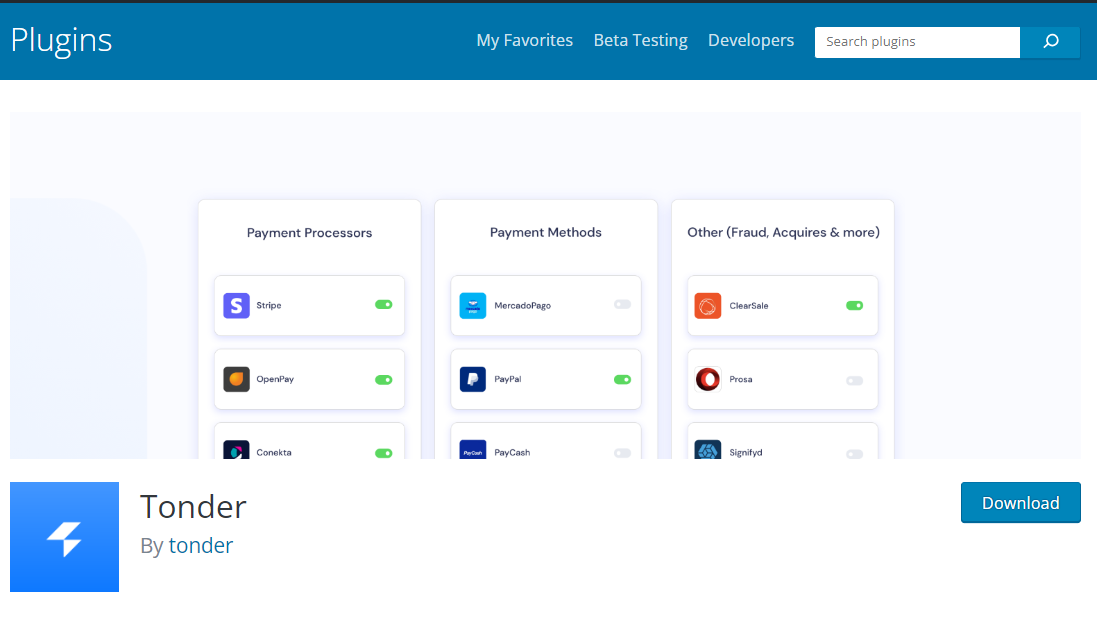 Plugins
My Favorites Beta Testing Developers Search plugins
Payment Processors
Stripe
OpenPay
Conekta
Payment Methods
MercadoPago
PayPal
PayCash
PayCash
Other (Fraud, Acquires & more)
ClearSale
Prosa
Signifyd
Tonder
By tonder
Download